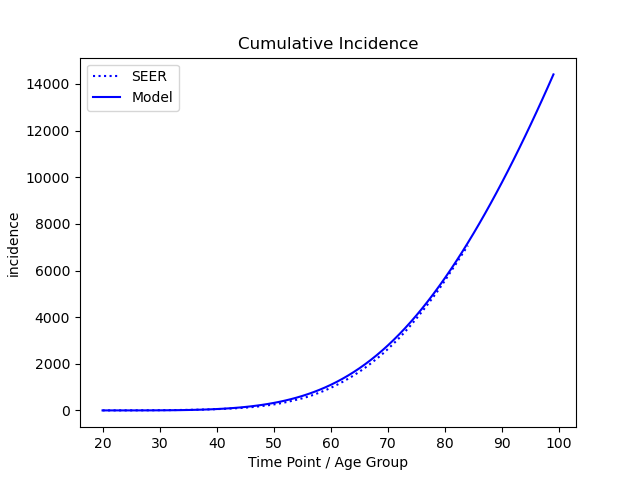 Cumulative Incidence
SEER
Model
14000
12000
10000
8000
6000
4000
2000
0
incidence
20 30 40 50 60 70 80 90 100
Time Point / Age Group